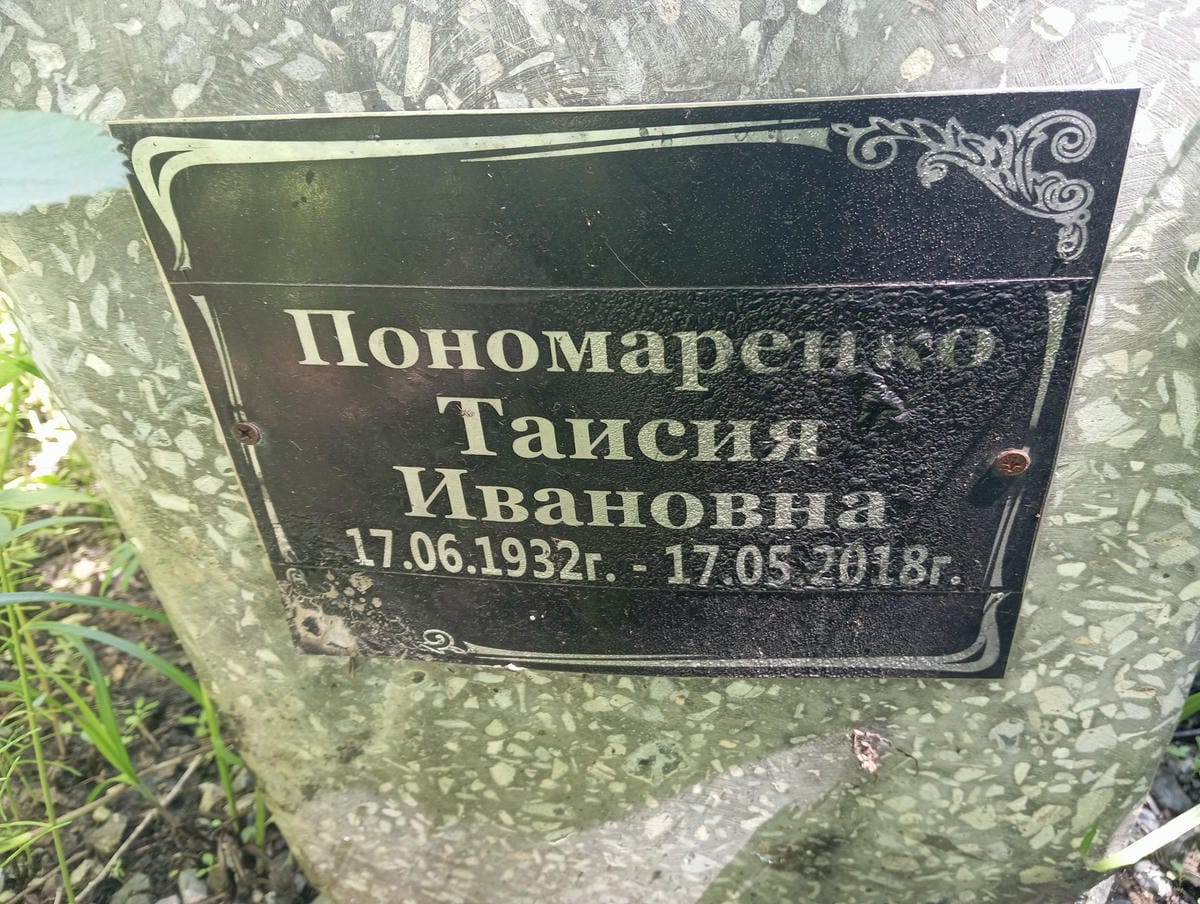 Пономаренко
Таисия
Ивановна
17.06.1932г. - 17.05.2018г.